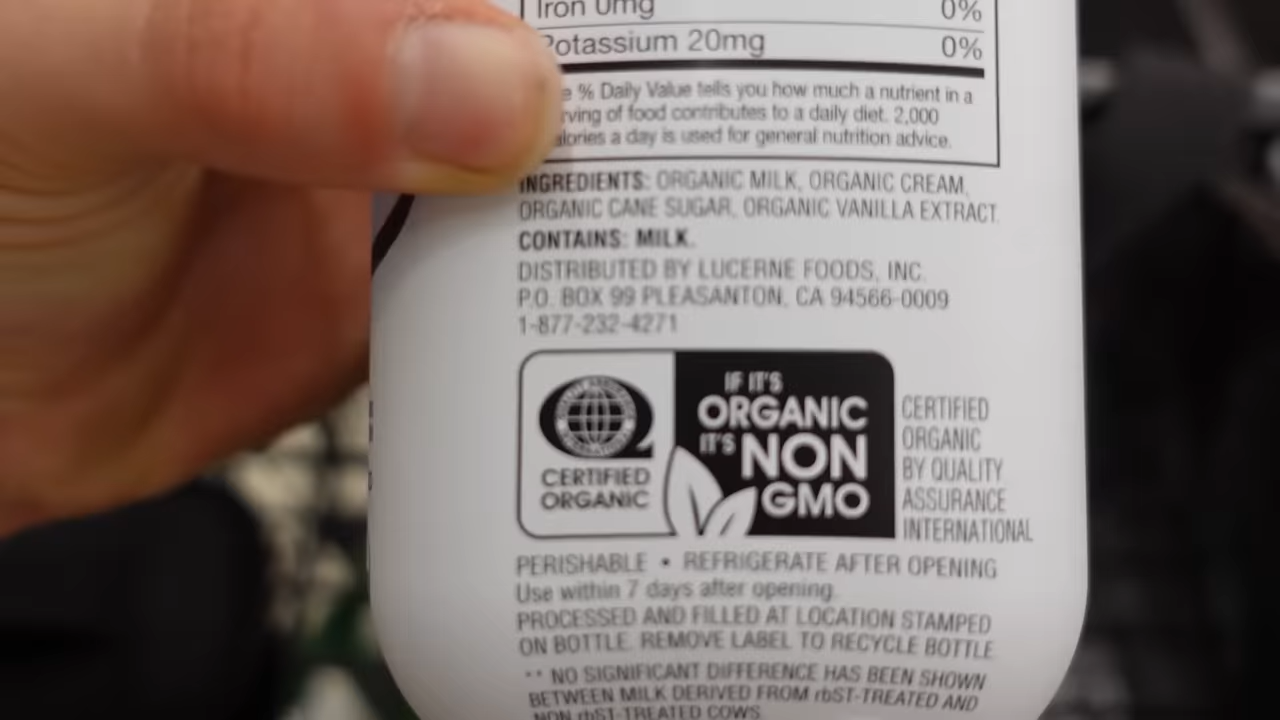 Iron 0mg 0%
Potassium 20mg 0%
% Daily Value tells you how much a nutrient in a
of food contributes to a daily diet. 2,000
a day is used for general nutrition advice.
INGREDIENTS: ORGANIC MILK, ORGANIC CREAM,
ORGANIC CANE SUGAR, ORGANIC VANILLA EXTRACT.
CONTAINS: MILK.
DISTRIBUTED BY LUCERNE FOODS, INC.
P.O. BOX 99 PLEASANTON, CA 94566-0009
1-877-232-4271
CERTIFIED
ORGANIC
IF IT'S
ORGANIC
IT'S NON
GMO
CERTIFIED
ORGANIC
BY QUALITY
ASSURANCE
INTERNATIONAL
PERISHABLE • REFRIGERATE AFTER OPENING
Use within 7 days after opening.
PROCESSED AND FILLED AT LOCATION STAMPED
ON BOTTLE. REMOVE LABEL TO RECYCLE BOTTLE.
** NO SIGNIFICANT DIFFERENCE HAS BEEN SHOWN
BETWEEN MILK DERIVED FROM rbST-TREATED AND
NON rbST-TREATED COWS